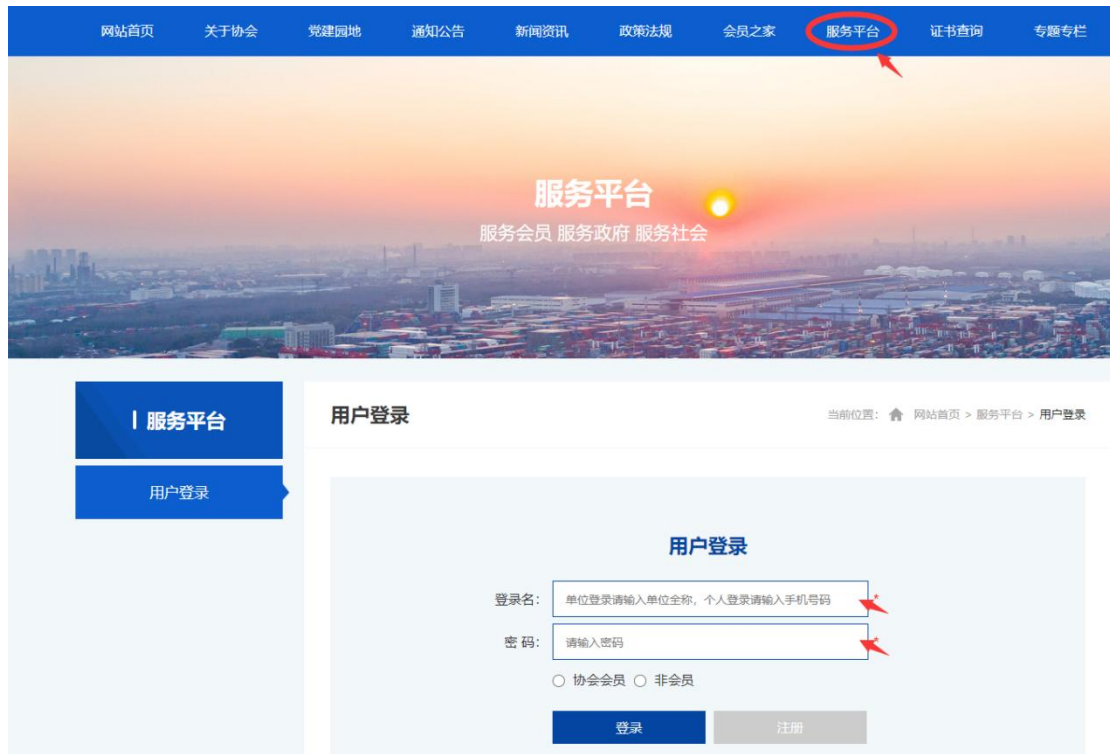 网站首页 关于协会 党建园地 通知公告 新闻资讯 政策法规 会员之家 服务平台 证书查询 专题专栏
服务平台
服务会员 服务政府 服务社会
服务平台
用户登录
用户登录
当前位置: 网站首页 > 服务平台 > 用户登录
用户登录
登录名: 单位登录请输入单位全称，个人登录请输入手机号码 *
密 码: 请输入密码 *
协会会员 非会员
登录 注册